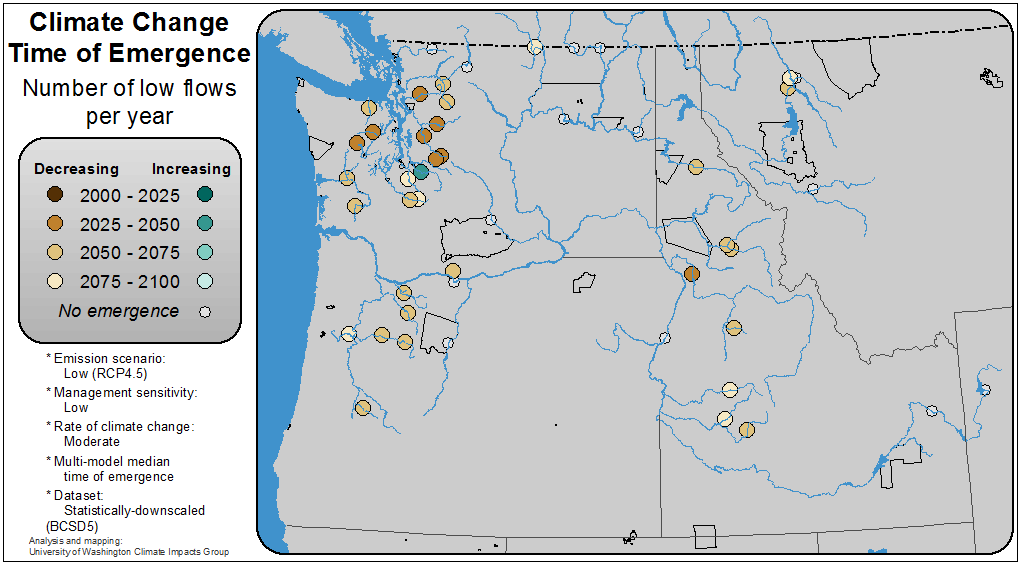 Climate Change
Time of Emergence
Number of low flows
per year
Decreasing Increasing
2000 - 2025
2025 - 2050
2050 - 2075
2075 - 2100
No emergence
* Emission scenario:
Low (RCP4.5)
* Management sensitivity:
Low
* Rate of climate change:
Moderate
* Multi-model median
time of emergence
* Dataset:
Statistically-downscaled
(BCSD5)
Analysis and mapping:
University of Washington Climate Impacts Group